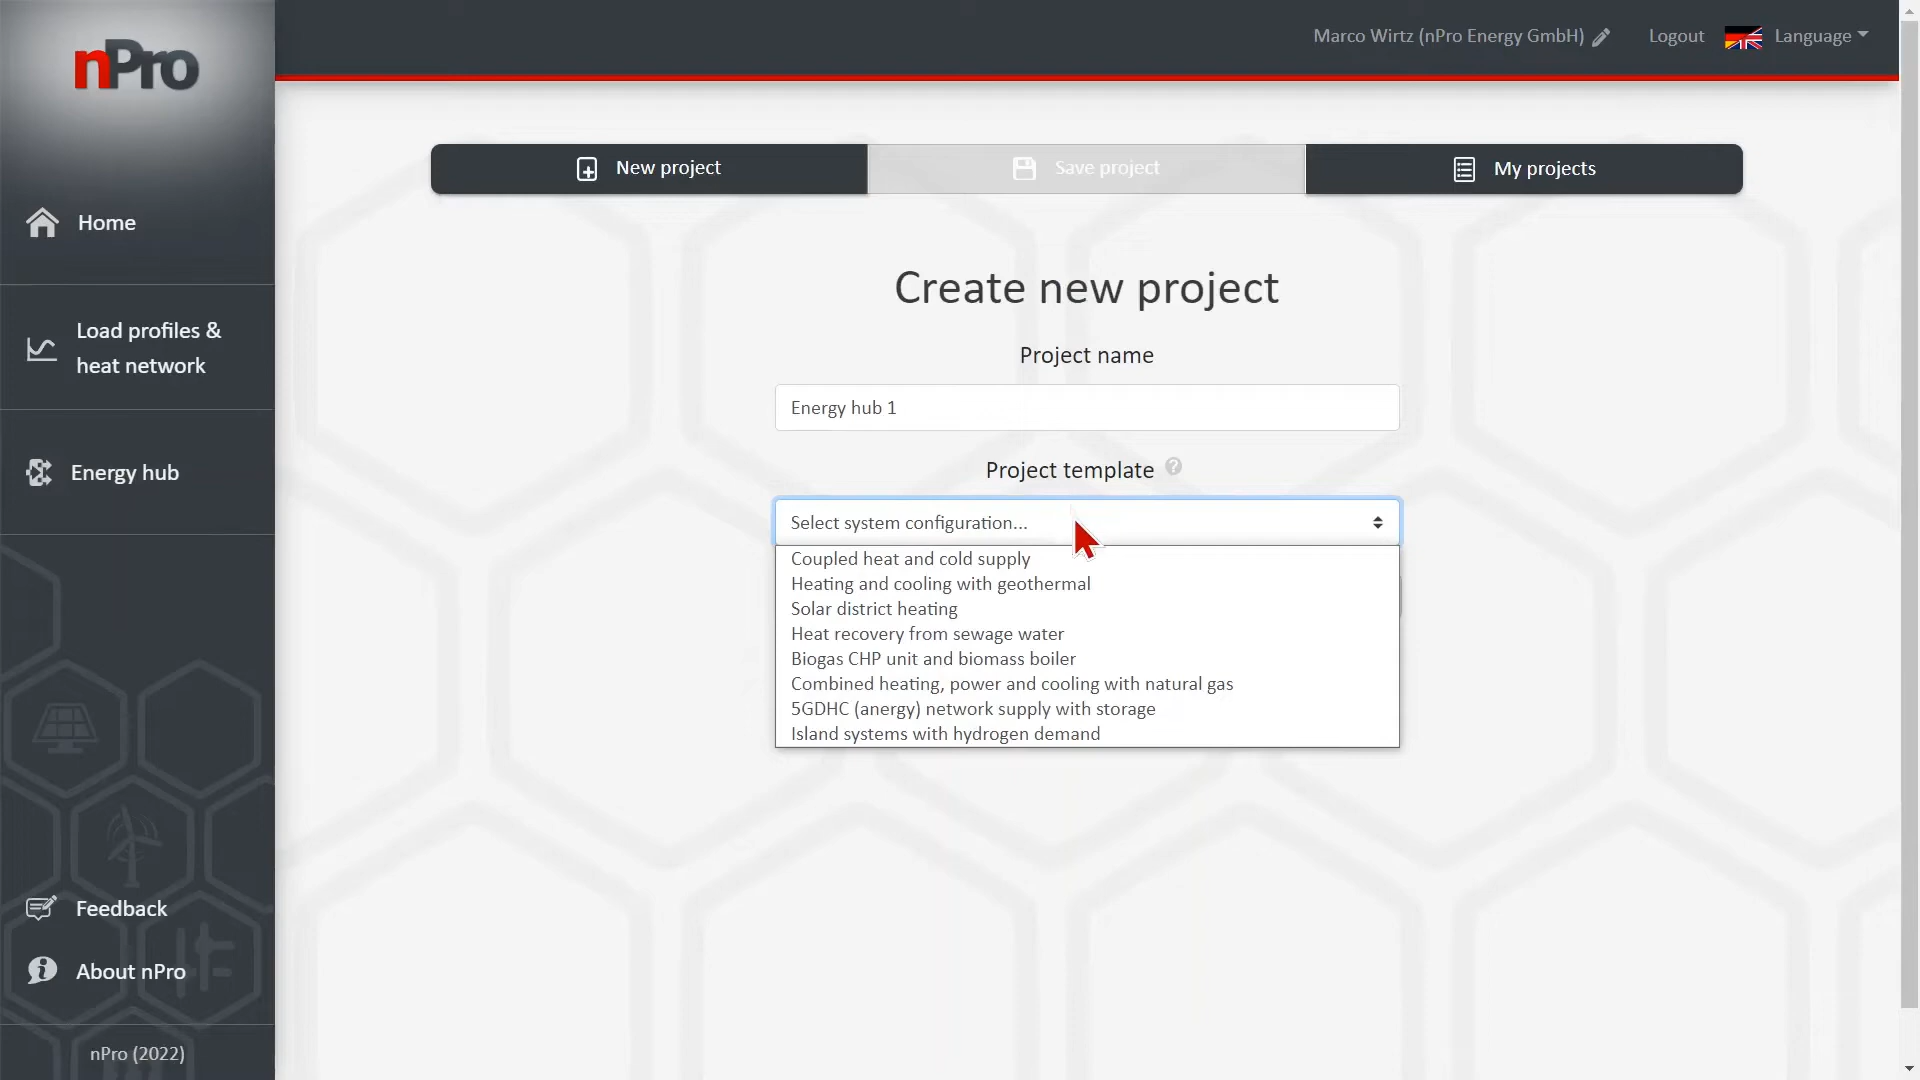 nPro
Marco Wirtz (nPro Energy GmbH)
Logout
Language
Home
Load profiles &
heat network
Energy hub
Feedback
About nPro
nPro (2022)
New project
Save project
My projects
Create new project
Project name
Energy hub 1
Project template ?
Select system configuration...
Coupled heat and cold supply
Heating and cooling with geothermal
Solar district heating
Heat recovery from sewage water
Biogas CHP unit and biomass boiler
Combined heating, power and cooling with natural gas
5GDHC (anergy) network supply with storage
Island systems with hydrogen demand